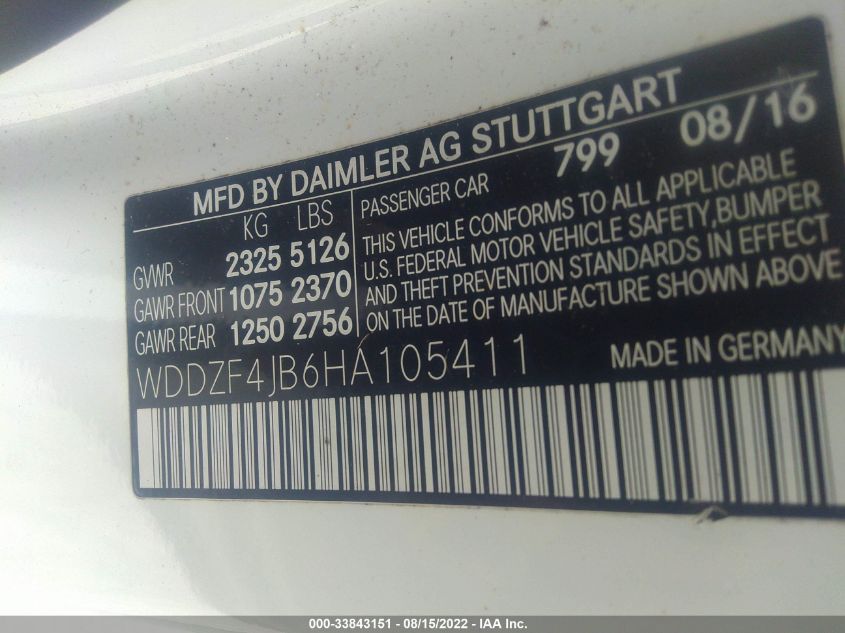 MFD BY DAIMLER AG STUTTGART
KG LBS
GVWR 2325 5126
GAWR FRONT 1075 2370
GAWR REAR 1250 2756
PASSENGER CAR 799 08/16
THIS VEHICLE CONFORMS TO ALL APPLICABLE
U.S. FEDERAL MOTOR VEHICLE SAFETY,BUMPER
AND THEFT PREVENTION STANDARDS IN EFFECT
ON THE DATE OF MANUFACTURE SHOWN ABOVE
WDDZF4JB6HA105411 MADE IN GERMANY
000-33843151 - 08/15/2022 - IAA Inc.